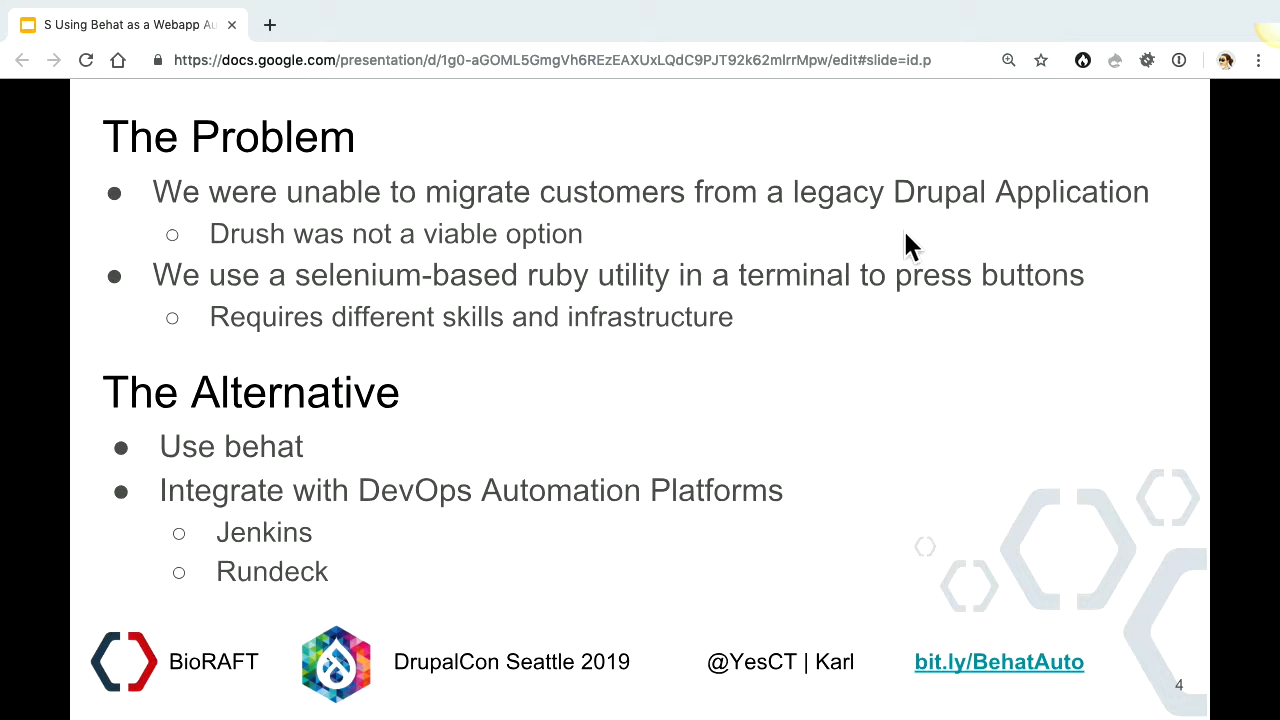 S Using Behat as a Webapp Au
https://docs.google.com/presentation/d/1g0-aGOML5GmgVh6REzEAXUxLQdC9PJT92k62mlrrMpw/edit#slide=id.p
The Problem
● We were unable to migrate customers from a legacy Drupal Application
○ Drush was not a viable option
● We use a selenium-based ruby utility in a terminal to press buttons
○ Requires different skills and infrastructure
The Alternative
● Use behat
● Integrate with DevOps Automation Platforms
○ Jenkins
○ Rundeck
BioRAFT DrupalCon Seattle 2019 @YesCT | Karl bit.ly/BehatAuto
4